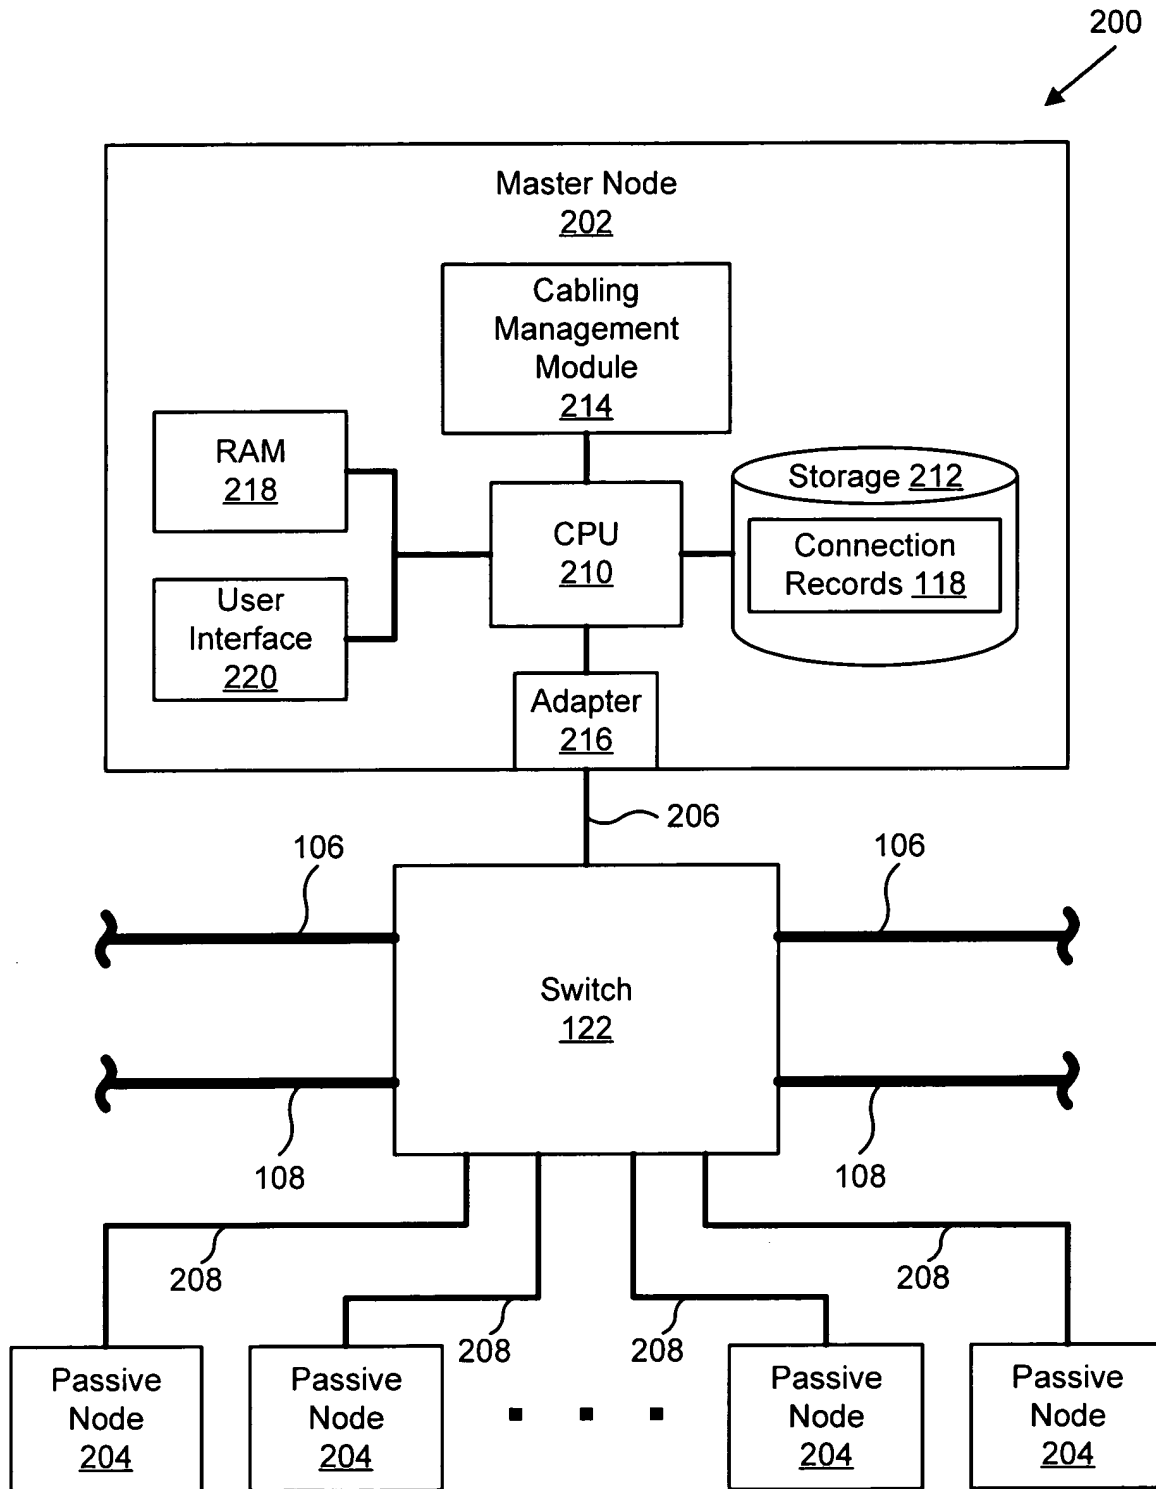 200
Master Node
202
Cabling
Management
Module
214
RAM
218
Storage 212
CPU
210
Connection
Records 118
User
Interface
220
Adapter
216
206
106
106
Switch
122
108
108
208
208
208
208
Passive
Node
204
Passive
Node
204
Passive
Node
204
Passive
Node
204